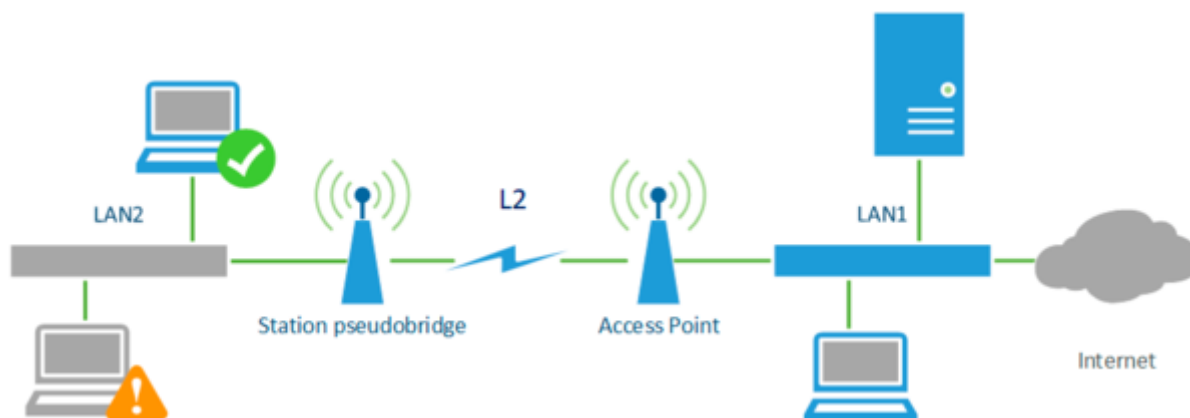 L2
LAN2
LAN1
Station pseudobridge
Access Point
Internet